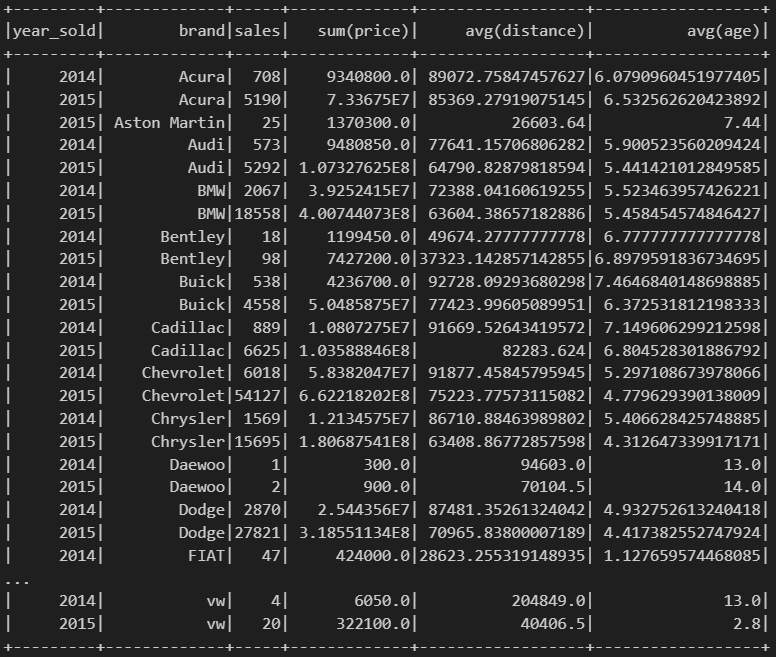 +---------+------------+-----+-------------+------------------+------------------+
|year_sold|       brand|sales|   sum(price)|     avg(distance)|          avg(age)|
+---------+------------+-----+-------------+------------------+------------------+
|     2014|       Acura|  708|    9340800.0| 89072.75847457627|6.0790960451977405|
|     2015|       Acura| 5190|    7.33675E7| 85369.27919075145| 6.532562620423892|
|     2015|Aston Martin|   25|    1370300.0|          26603.64|              7.44|
|     2014|        Audi|  573|    9480850.0| 77641.15706806282| 5.900523560209424|
|     2015|        Audi| 5292| 1.07327625E8| 64790.82879818594| 5.441421012849585|
|     2014|         BMW| 2067|  3.9252415E7| 72388.04160619255| 5.523463957426221|
|     2015|         BMW|18558| 4.00744073E8| 63604.38657182886| 5.458454574846427|
|     2014|     Bentley|   18|    1199450.0| 49674.27777777778| 6.777777777777778|
|     2015|     Bentley|   98|    7427200.0|37323.142857142855|6.8979591836734695|
|     2014|       Buick|  538|    4236700.0| 92728.09293680298|7.4646840148698885|
|     2015|       Buick| 4558|  5.0485875E7| 77423.99605089951| 6.372531812198333|
|     2014|    Cadillac|  889|  1.0807275E7| 91669.52643419572| 7.149606299212598|
|     2015|    Cadillac| 6625| 1.03588846E8|         82283.624| 6.804528301886792|
|     2014|   Chevrolet| 6018|  5.8382047E7| 91877.45845795945| 5.297108673978066|
|     2015|   Chevrolet|54127| 6.62218202E8| 75223.77573115082| 4.779629390138009|
|     2014|    Chrysler| 1569|  1.2134575E7| 86710.88463989802| 5.406628425748885|
|     2015|    Chrysler|15695| 1.80687541E8| 63408.86772857598| 4.312647339917171|
|     2014|      Daewoo|    1|        300.0|           94603.0|              13.0|
|     2015|      Daewoo|    2|        900.0|           70104.5|              14.0|
|     2014|       Dodge| 2870|   2.544356E7| 87481.35261324042| 4.932752613240418|
|     2015|       Dodge|27821| 3.18551134E8| 70965.83800007189| 4.417382552747924|
|     2014|        FIAT|   47|     424000.0|28623.255319148935| 1.127659574468085|
...
|     2014|          vw|    4|       6050.0|          204849.0|              13.0|
|     2015|          vw|   20|     322100.0|           40406.5|               2.8|
+---------+------------+-----+-------------+------------------+------------------+